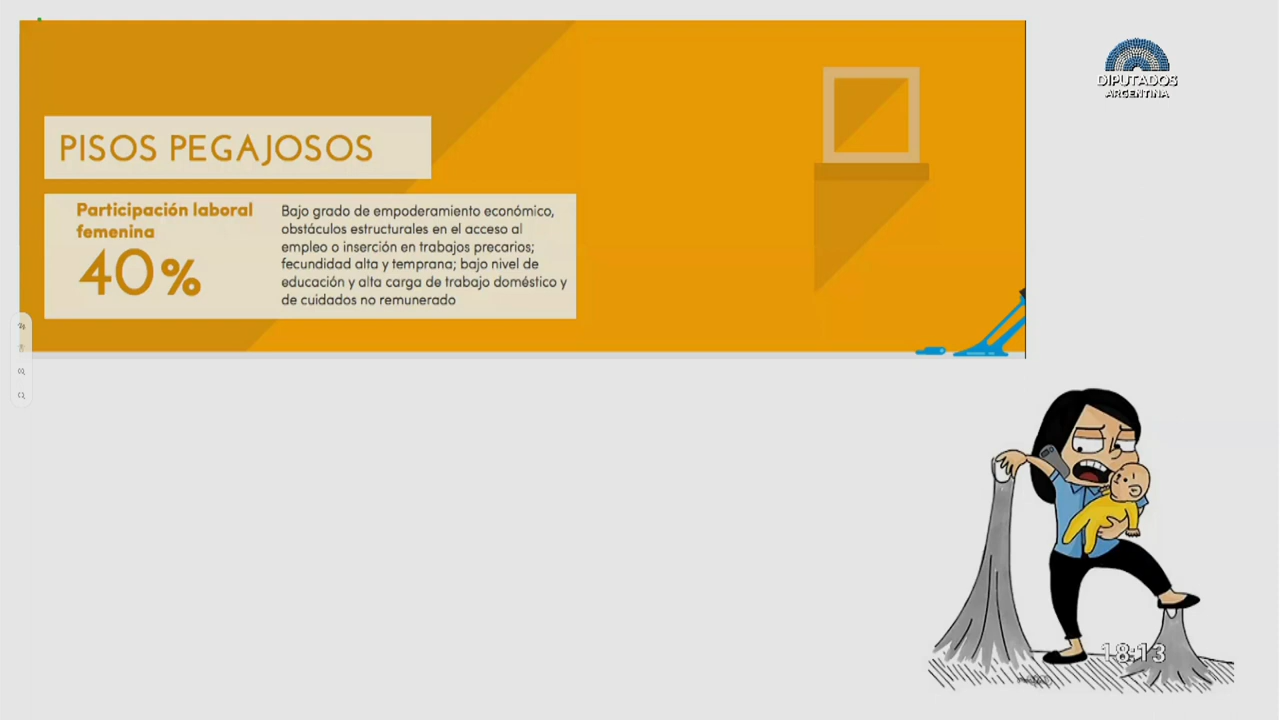 DIPUTADOS
ARGENTINA
PISOS PEGAJOSOS
Participación laboral
femenina
40%
Bajo grado de empoderamiento económico,
obstáculos estructurales en el acceso al
empleo o inserción en trabajos precarios;
fecundidad alta y temprana; bajo nivel de
educación y alta carga de trabajo doméstico y
de cuidados no remunerado
18:13